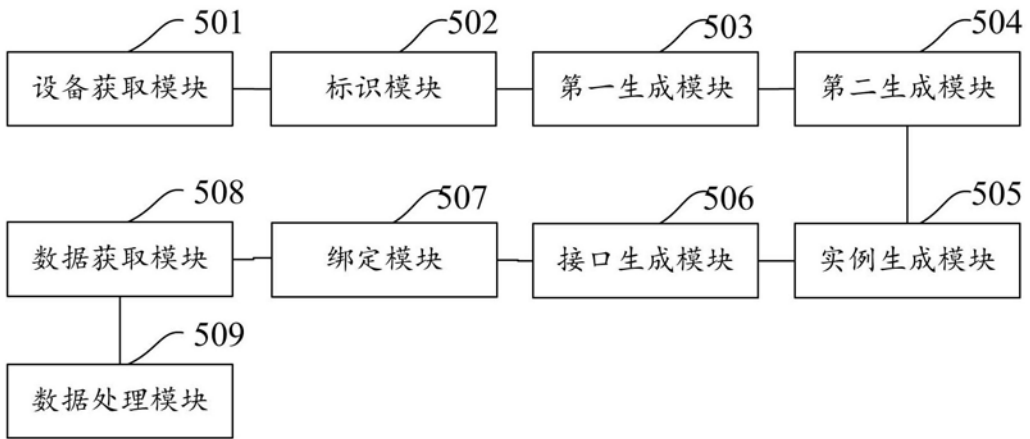 501
502
503
504
设备获取模块
标识模块
第一生成模块
第二生成模块
508
507
506
505
数据获取模块
绑定模块
接口生成模块
实例生成模块
509
数据处理模块